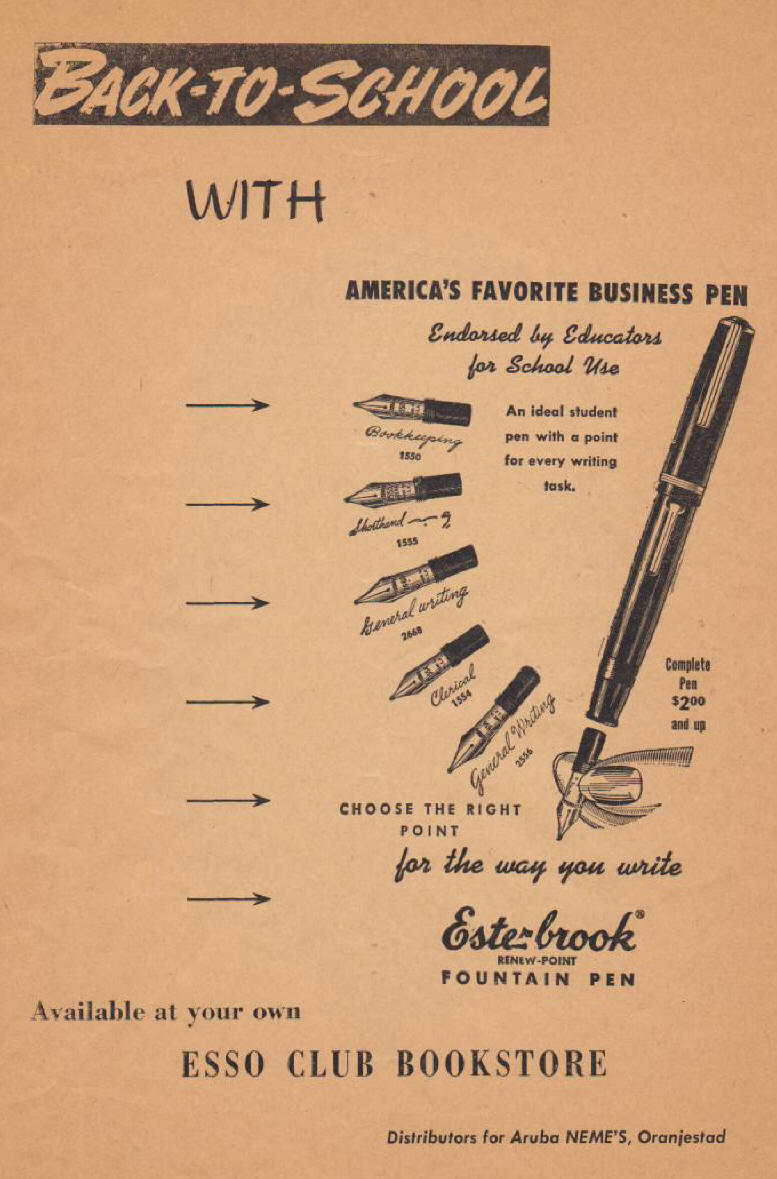 BACK-TO-SCHOOL
WITH
AMERICA'S FAVORITE BUSINESS PEN
Endorsed by Educators
for School Use
An ideal student
pen with a point
for every writing
task.
Bookkeeping
1550
Shorthand
1555
General writing
2668
Clerical
1554
General Writing
2556
Complete
Pen
$2.00
and up
CHOOSE THE RIGHT
POINT
for the way you write
Esterbrook®
RENEW-POINT
FOUNTAIN PEN
Available at your own
ESSO CLUB BOOKSTORE
Distributors for Aruba NEME'S, Oranjestad